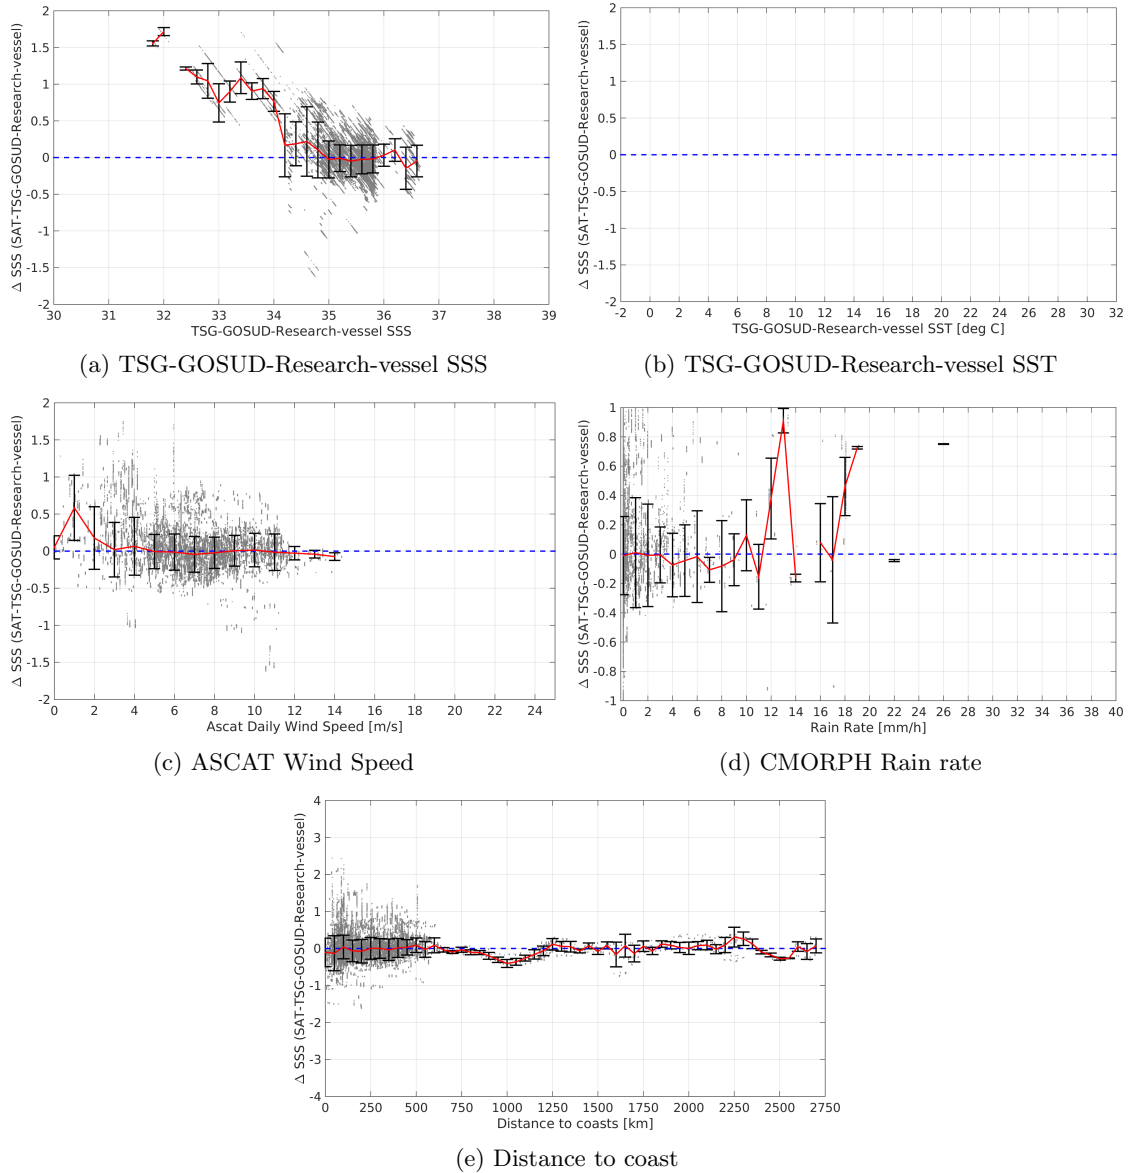 2
1.5
1
0.5
0
-0.5
-1
-1.5
-2
Δ SSS (SAT-TSG-GOSUD-Research-vessel)
30 31 32 33 34 35 36 37 38 39
TSG-GOSUD-Research-vessel SSS
(a) TSG-GOSUD-Research-vessel SSS
2
1.5
1
0.5
0
-0.5
-1
-1.5
-2
Δ SSS (SAT-TSG-GOSUD-Research-vessel)
-2 0 2 4 6 8 10 12 14 16 18 20 22 24 26 28 30 32
TSG-GOSUD-Research-vessel SST [deg C]
(b) TSG-GOSUD-Research-vessel SST
2
1.5
1
0.5
0
-0.5
-1
-1.5
-2
Δ SSS (SAT-TSG-GOSUD-Research-vessel)
0 2 4 6 8 10 12 14 16 18 20 22 24
Ascat Daily Wind Speed [m/s]
(c) ASCAT Wind Speed
1
0.8
0.6
0.4
0.2
0
-0.2
-0.4
-0.6
-0.8
-1
Δ SSS (SAT-TSG-GOSUD-Research-vessel)
0 2 4 6 8 10 12 14 16 18 20 22 24 26 28 30 32 34 36 38 40
Rain Rate [mm/h]
(d) CMORPH Rain rate
4
3
2
1
0
-1
-2
-3
-4
Δ SSS (SAT-TSG-GOSUD-Research-vessel)
0 250 500 750 1000 1250 1500 1750 2000 2250 2500 2750
Distance to coasts [km]
(e) Distance to coast